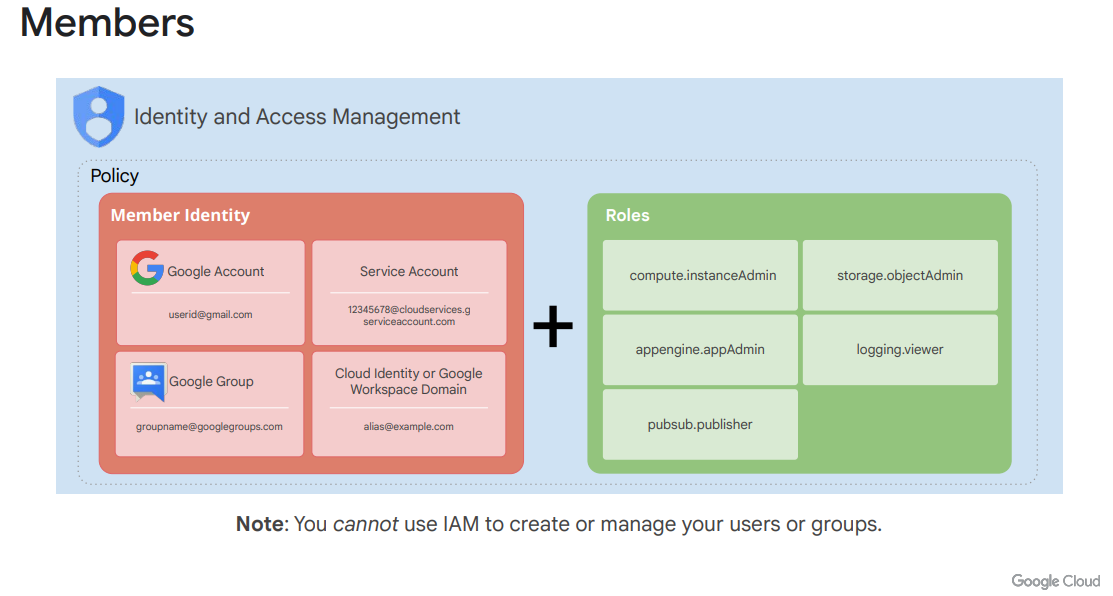 Members
Identity and Access Management
Policy
Member Identity
Google Account
userid@gmail.com
Service Account
12345678@cloudservices.g
serviceaccount.com
Google Group
groupname@googlegroups.com
Cloud Identity or Google
Workspace Domain
alias@example.com
+
Roles
compute.instanceAdmin
storage.objectAdmin
appengine.appAdmin
logging.viewer
pubsub.publisher
Note: You cannot use IAM to create or manage your users or groups.
Google Cloud